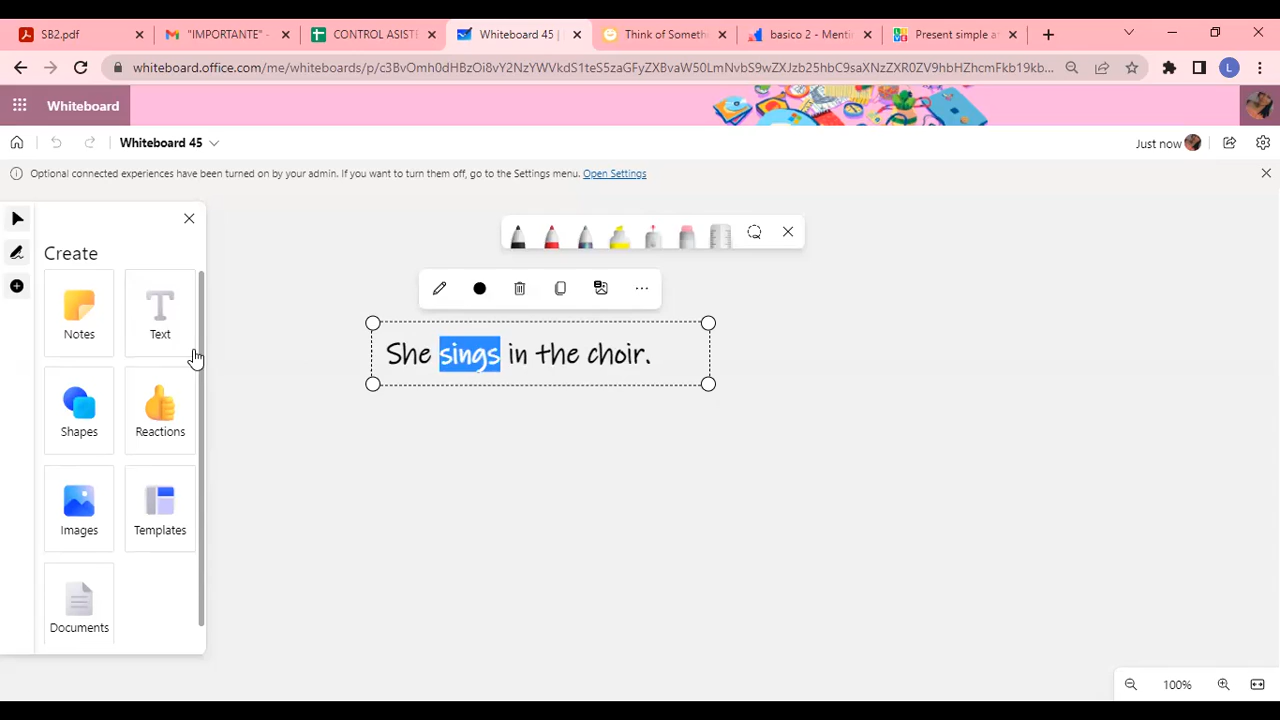 SB2.pdf
"IMPORTANTE" -
CONTROL ASIST
Whiteboard 45 |
Think of Someth
basico 2 - Menti
Present simple a
whiteboard.office.com/me/whiteboards/p/
L
Whiteboard
Whiteboard 45
Just now
Optional connected experiences have been turned on by your admin. If you want to turn them off, go to the Settings menu. Open Settings
Create
Notes
Text
Shapes
Reactions
Images
Templates
Documents
She sings in the choir.
100%